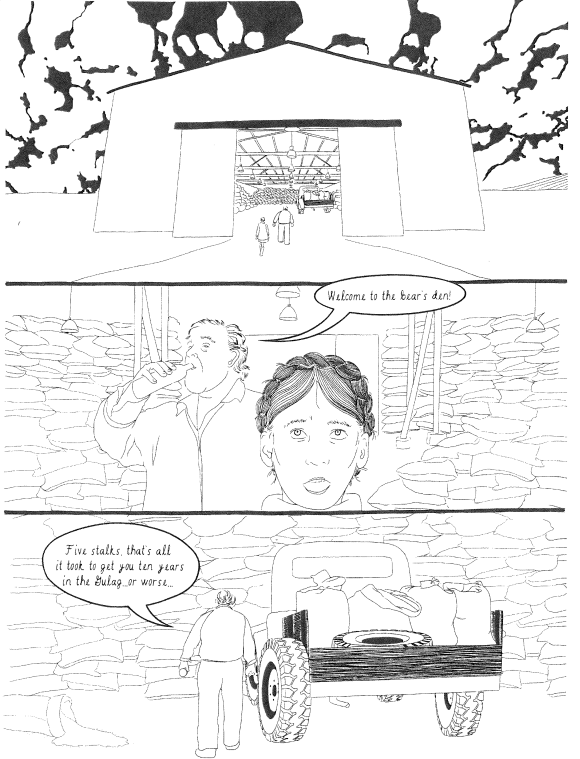 Welcome to the bear's den!
Five stalks, that's all
it took to get you ten years
in the Gulag...or worse...